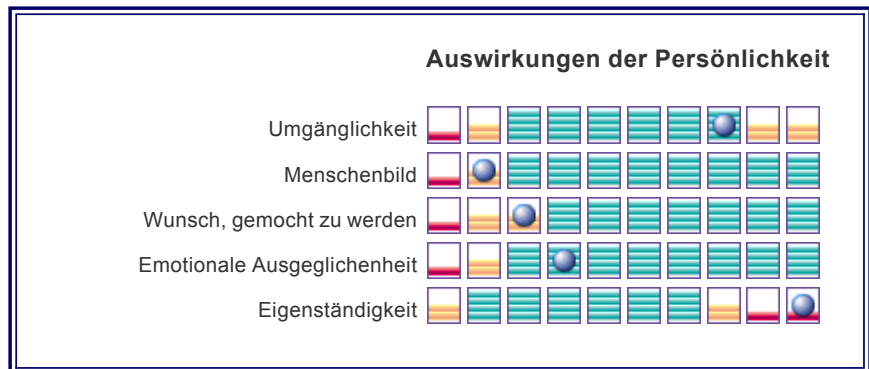 Auswirkungen der Persönlichkeit
Umgänglichkeit
Menschenbild
Wunsch, gemocht zu werden
Emotionale Ausgeglichenheit
Eigenständigkeit